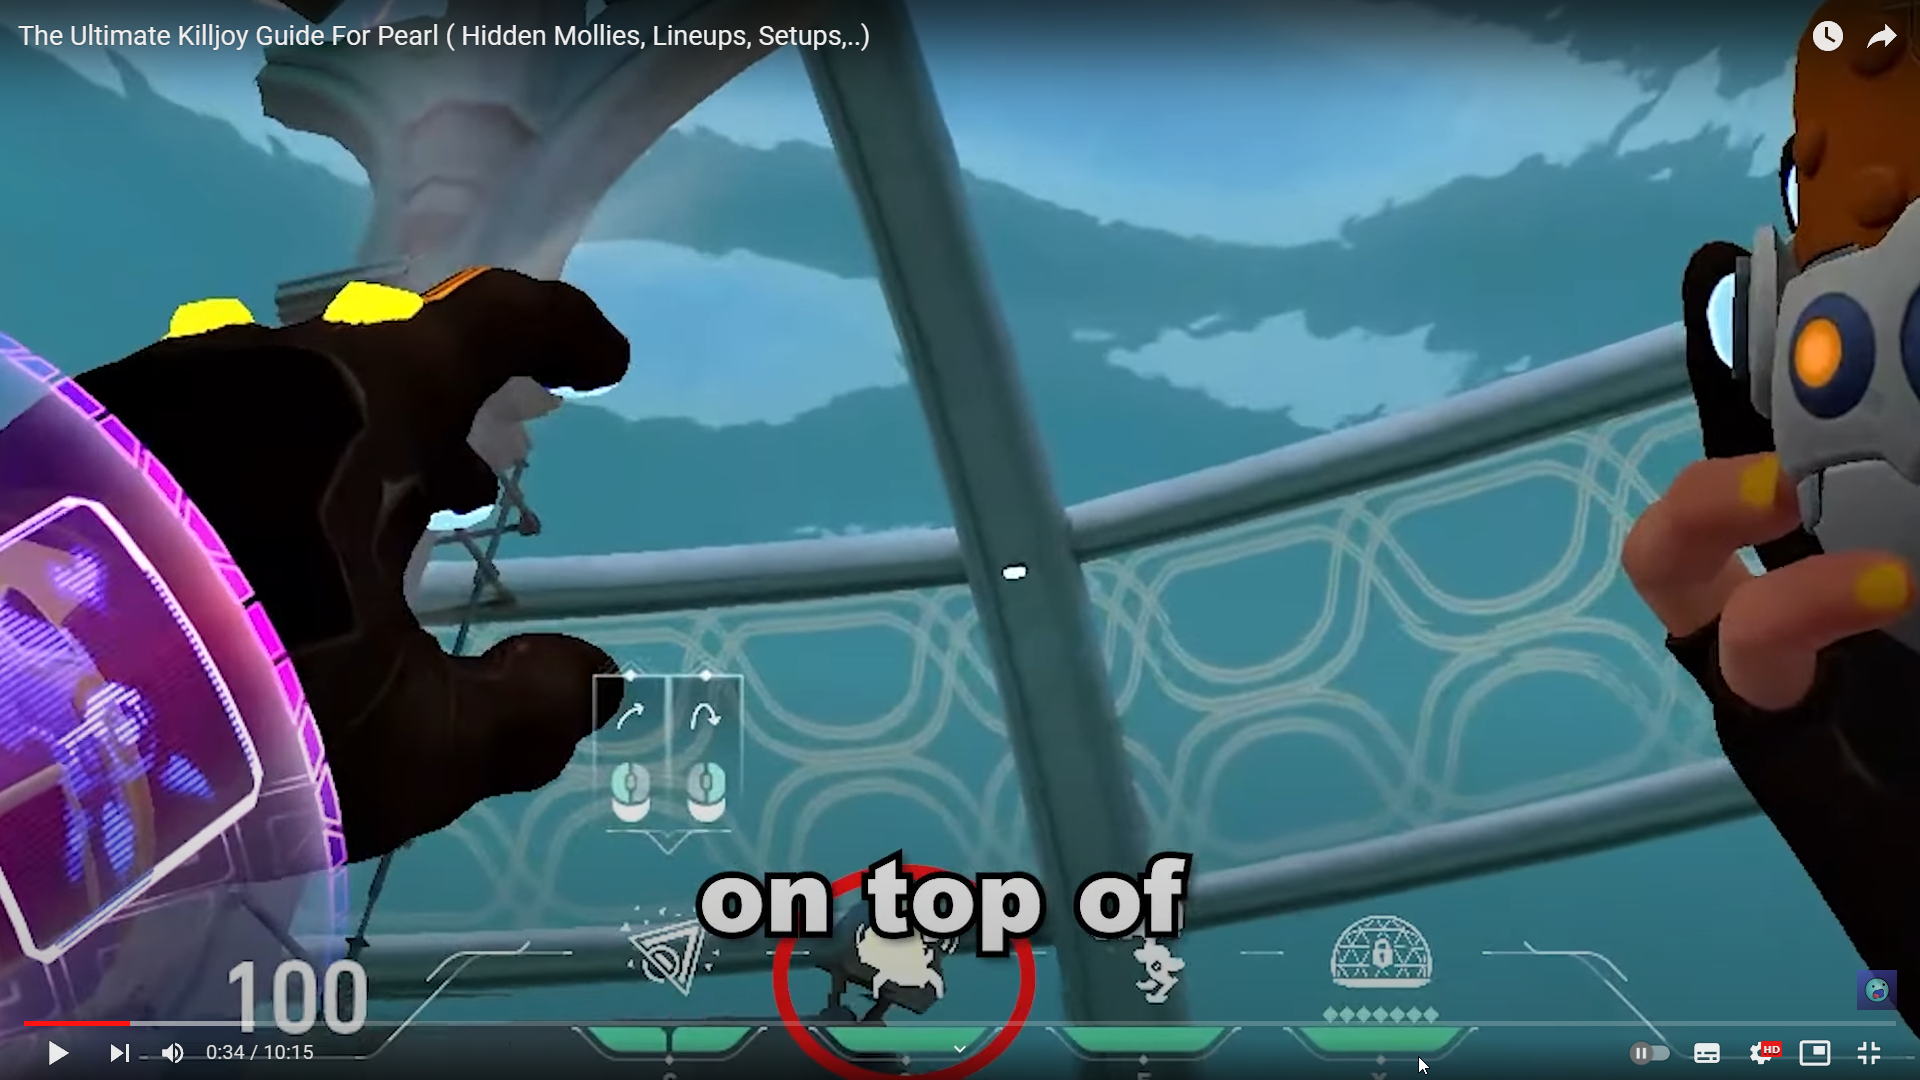 The Ultimate Killjoy Guide For Pearl ( Hidden Mollies, Lineups, Setups,..)
on top of
100
0:34 / 10:15
HD